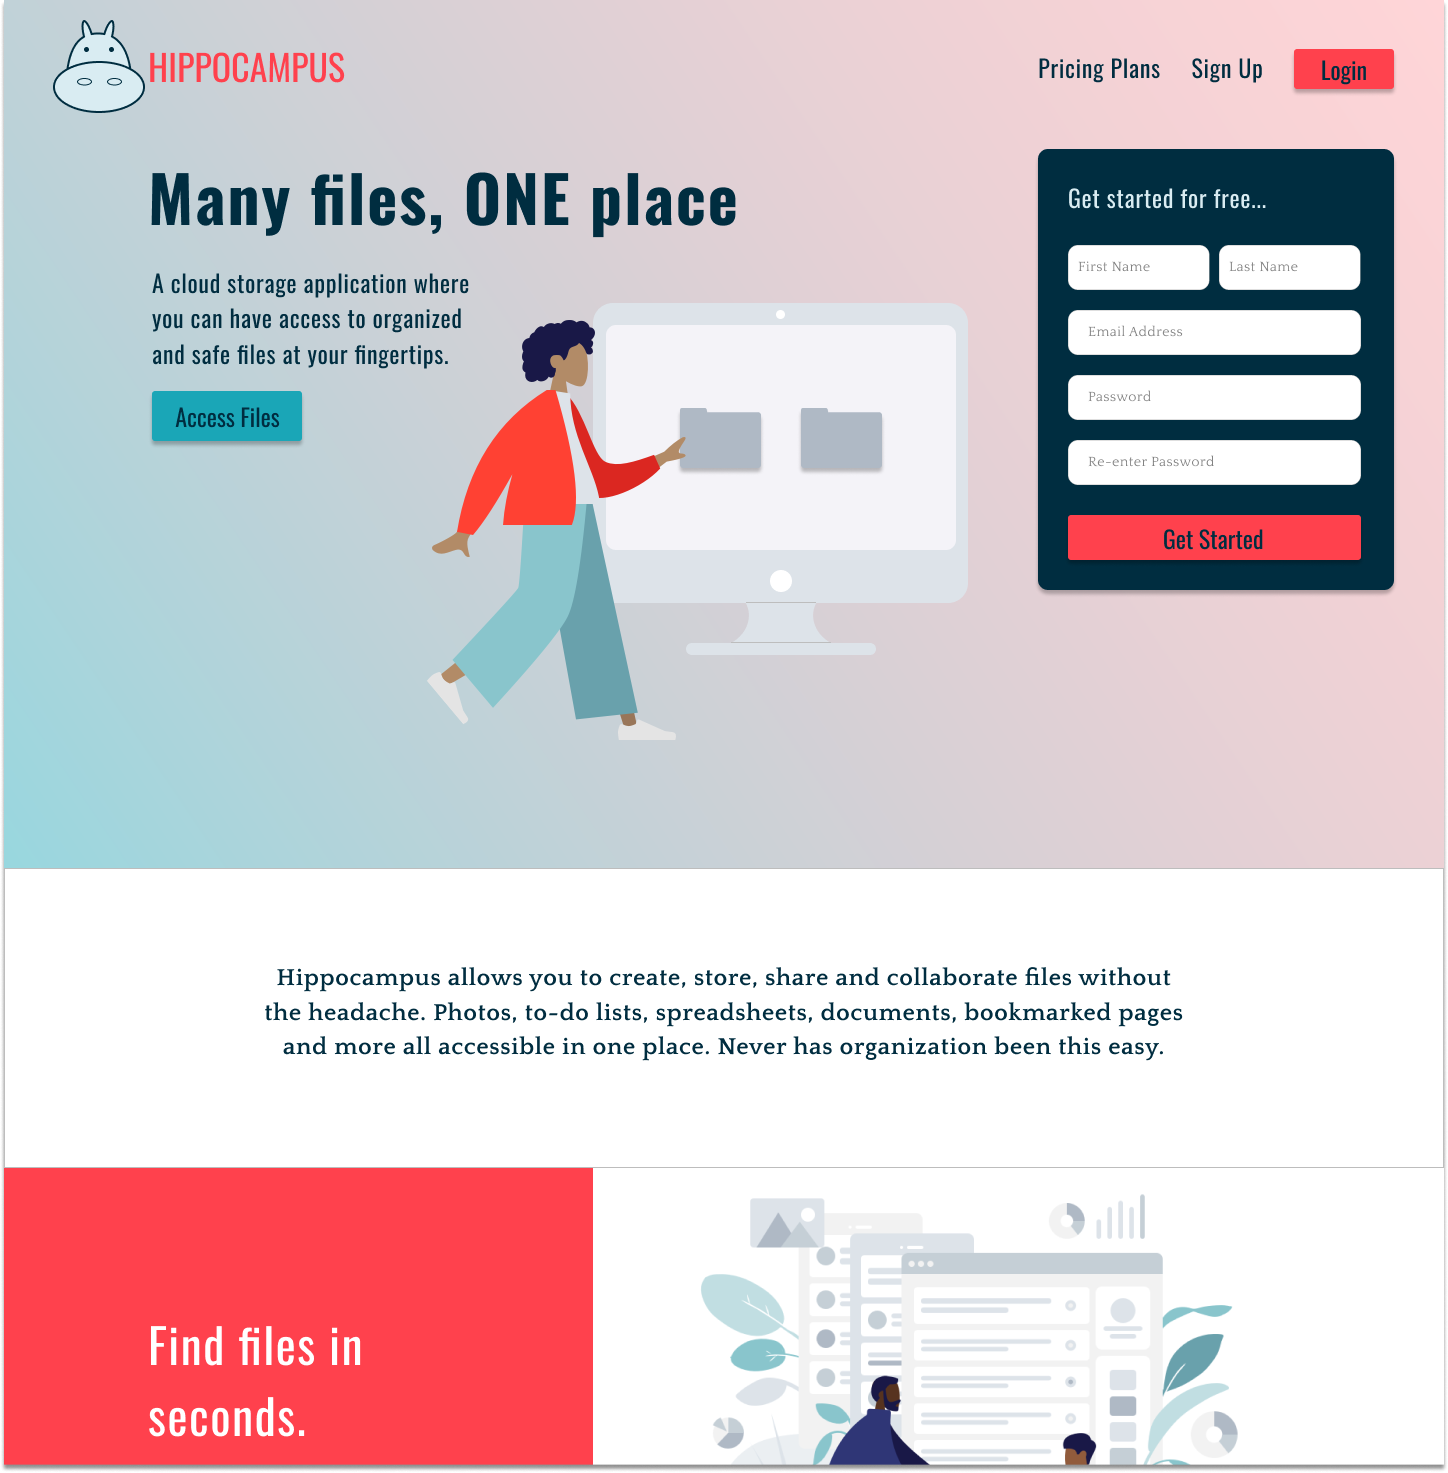 HIPPOCAMPUS
Pricing Plans
Sign Up
Login
Many files, ONE place
A cloud storage application where
you can have access to organized
and safe files at your fingertips.
Access Files
Get started for free...
First Name
Last Name
Email Address
Password
Re-enter Password
Get Started
Hippocampus allows you to create, store, share and collaborate files without
the headache. Photos, to-do lists, spreadsheets, documents, bookmarked pages
and more all accessible in one place. Never has organization been this easy.
Find files in
seconds.